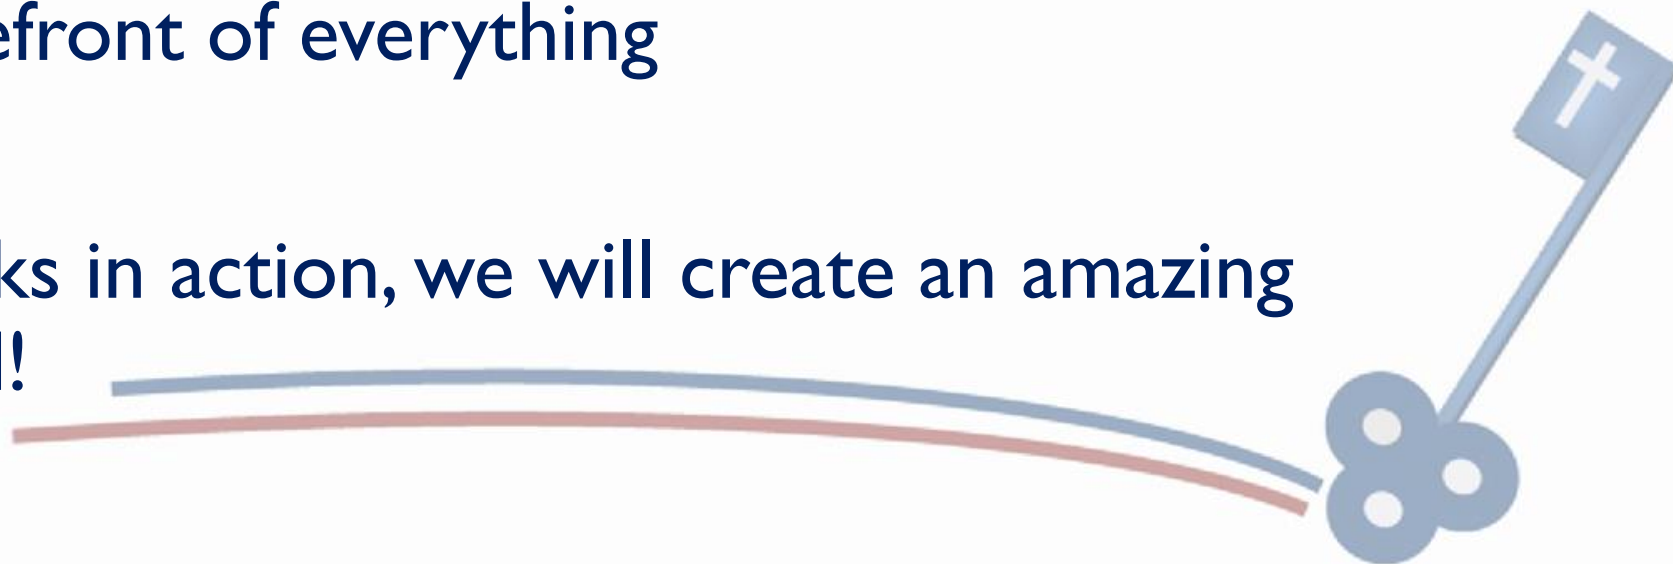 efront of everything
ks in action, we will create an amazing
!